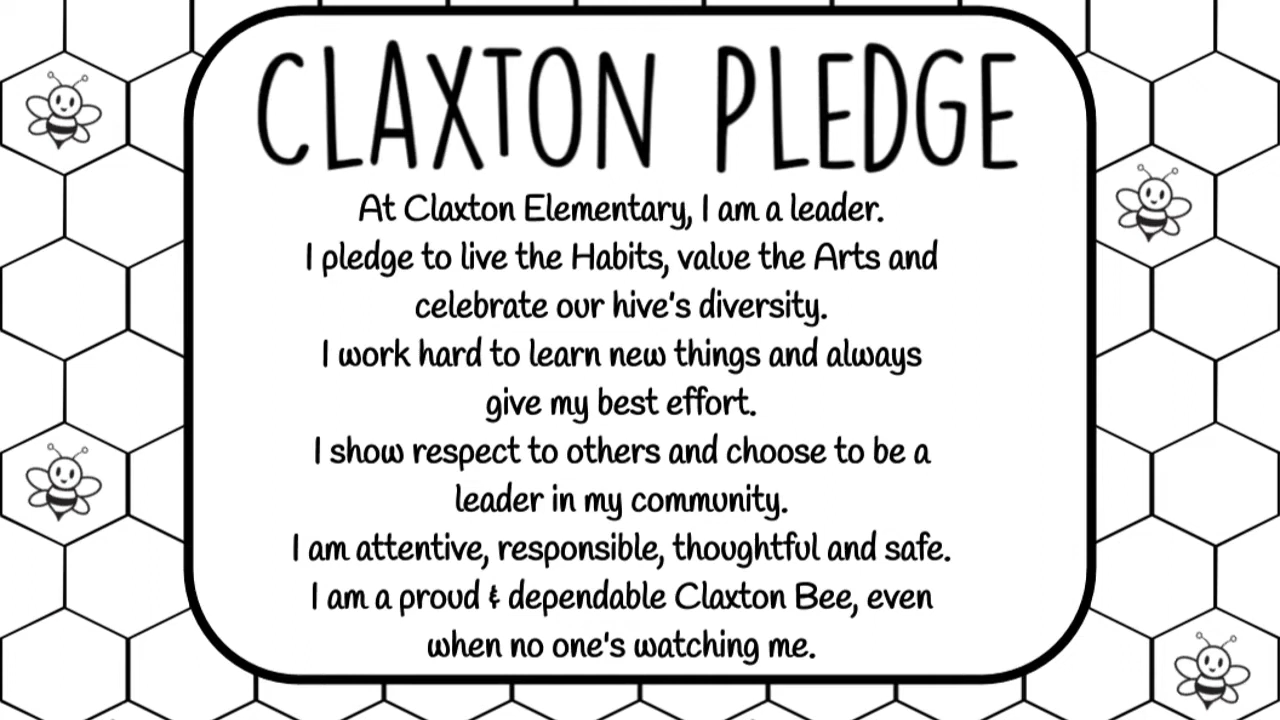 CLAXTON PLEDGE
At Claxton Elementary, I am a leader.
I pledge to live the Habits, value the Arts and
celebrate our hive's diversity.
I work hard to learn new things and always
give my best effort.
I show respect to others and choose to be a
leader in my community.
I am attentive, responsible, thoughtful and safe.
I am a proud & dependable Claxton Bee, even
when no one's watching me.